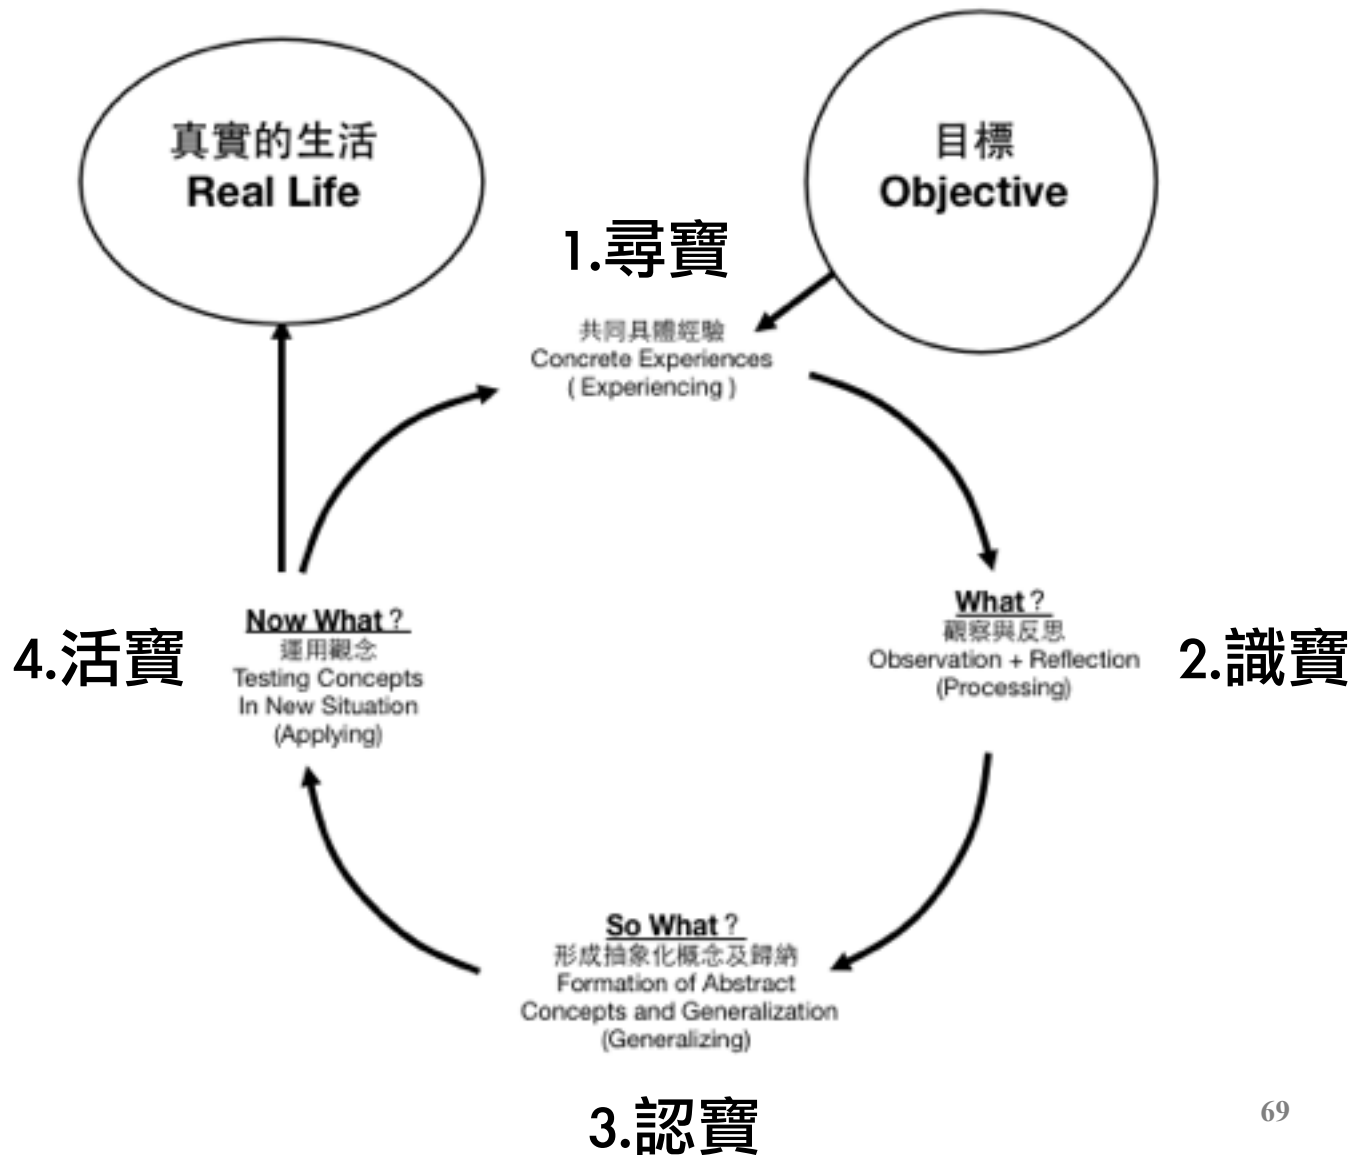 真實的生活
Real Life
目標
Objective
1.尋寶
共同具體經驗
Concrete Experiences
( Experiencing )
What?
觀察與反思
Observation + Reflection
(Processing)
2.識寶
So What?
形成抽象化概念及歸納
Formation of Abstract
Concepts and Generalization
(Generalizing)
3.認寶
Now What?
運用觀念
Testing Concepts
In New Situation
(Applying)
4.活寶
69